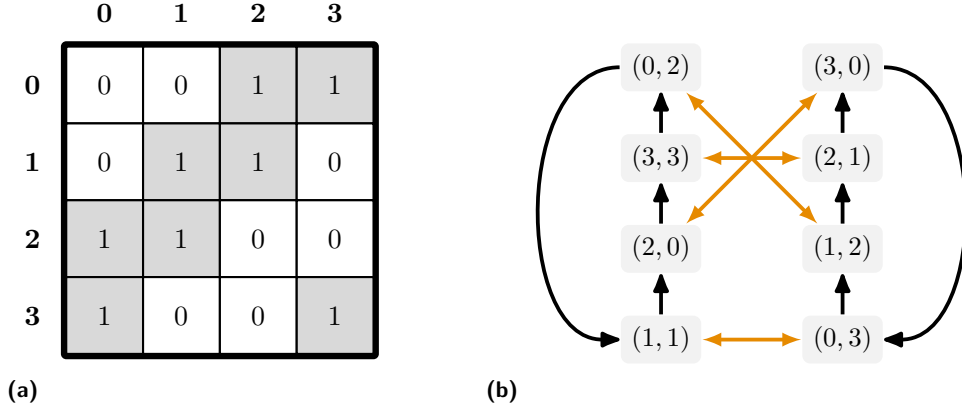 0 1 2 3
0 0 0 1 1
1 0 1 1 0
2 1 1 0 0
3 1 0 0 1
(a)
(0, 2) (3, 0)
(3, 3) (2, 1)
(2, 0) (1, 2)
(1, 1) (0, 3)
(b)